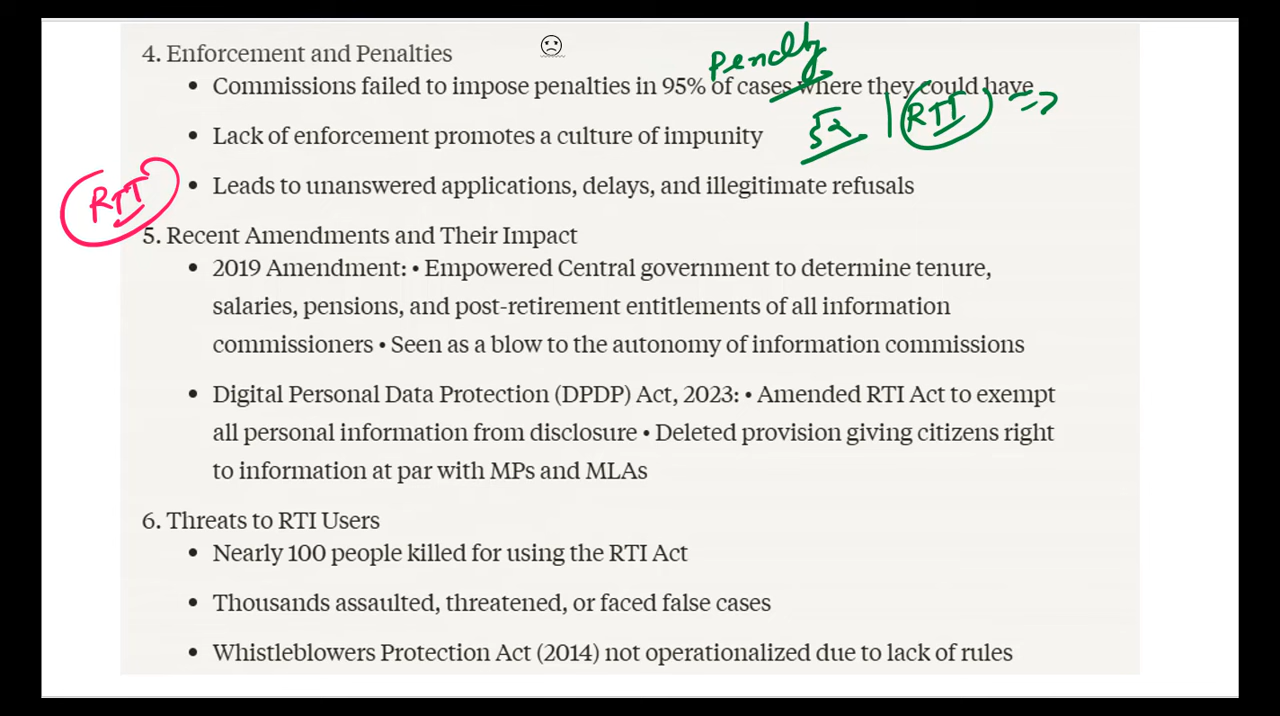 4. Enforcement and Penalties
Penalty
• Commissions failed to impose penalties in 95% of cases where they could have
RTI
• Lack of enforcement promotes a culture of impunity
• Leads to unanswered applications, delays, and illegitimate refusals
RTI
5. Recent Amendments and Their Impact
• 2019 Amendment: • Empowered Central government to determine tenure,
salaries, pensions, and post-retirement entitlements of all information
commissioners • Seen as a blow to the autonomy of information commissions
• Digital Personal Data Protection (DPDP) Act, 2023: • Amended RTI Act to exempt
all personal information from disclosure • Deleted provision giving citizens right
to information at par with MPs and MLAs
6. Threats to RTI Users
• Nearly 100 people killed for using the RTI Act
• Thousands assaulted, threatened, or faced false cases
• Whistleblowers Protection Act (2014) not operationalized due to lack of rules